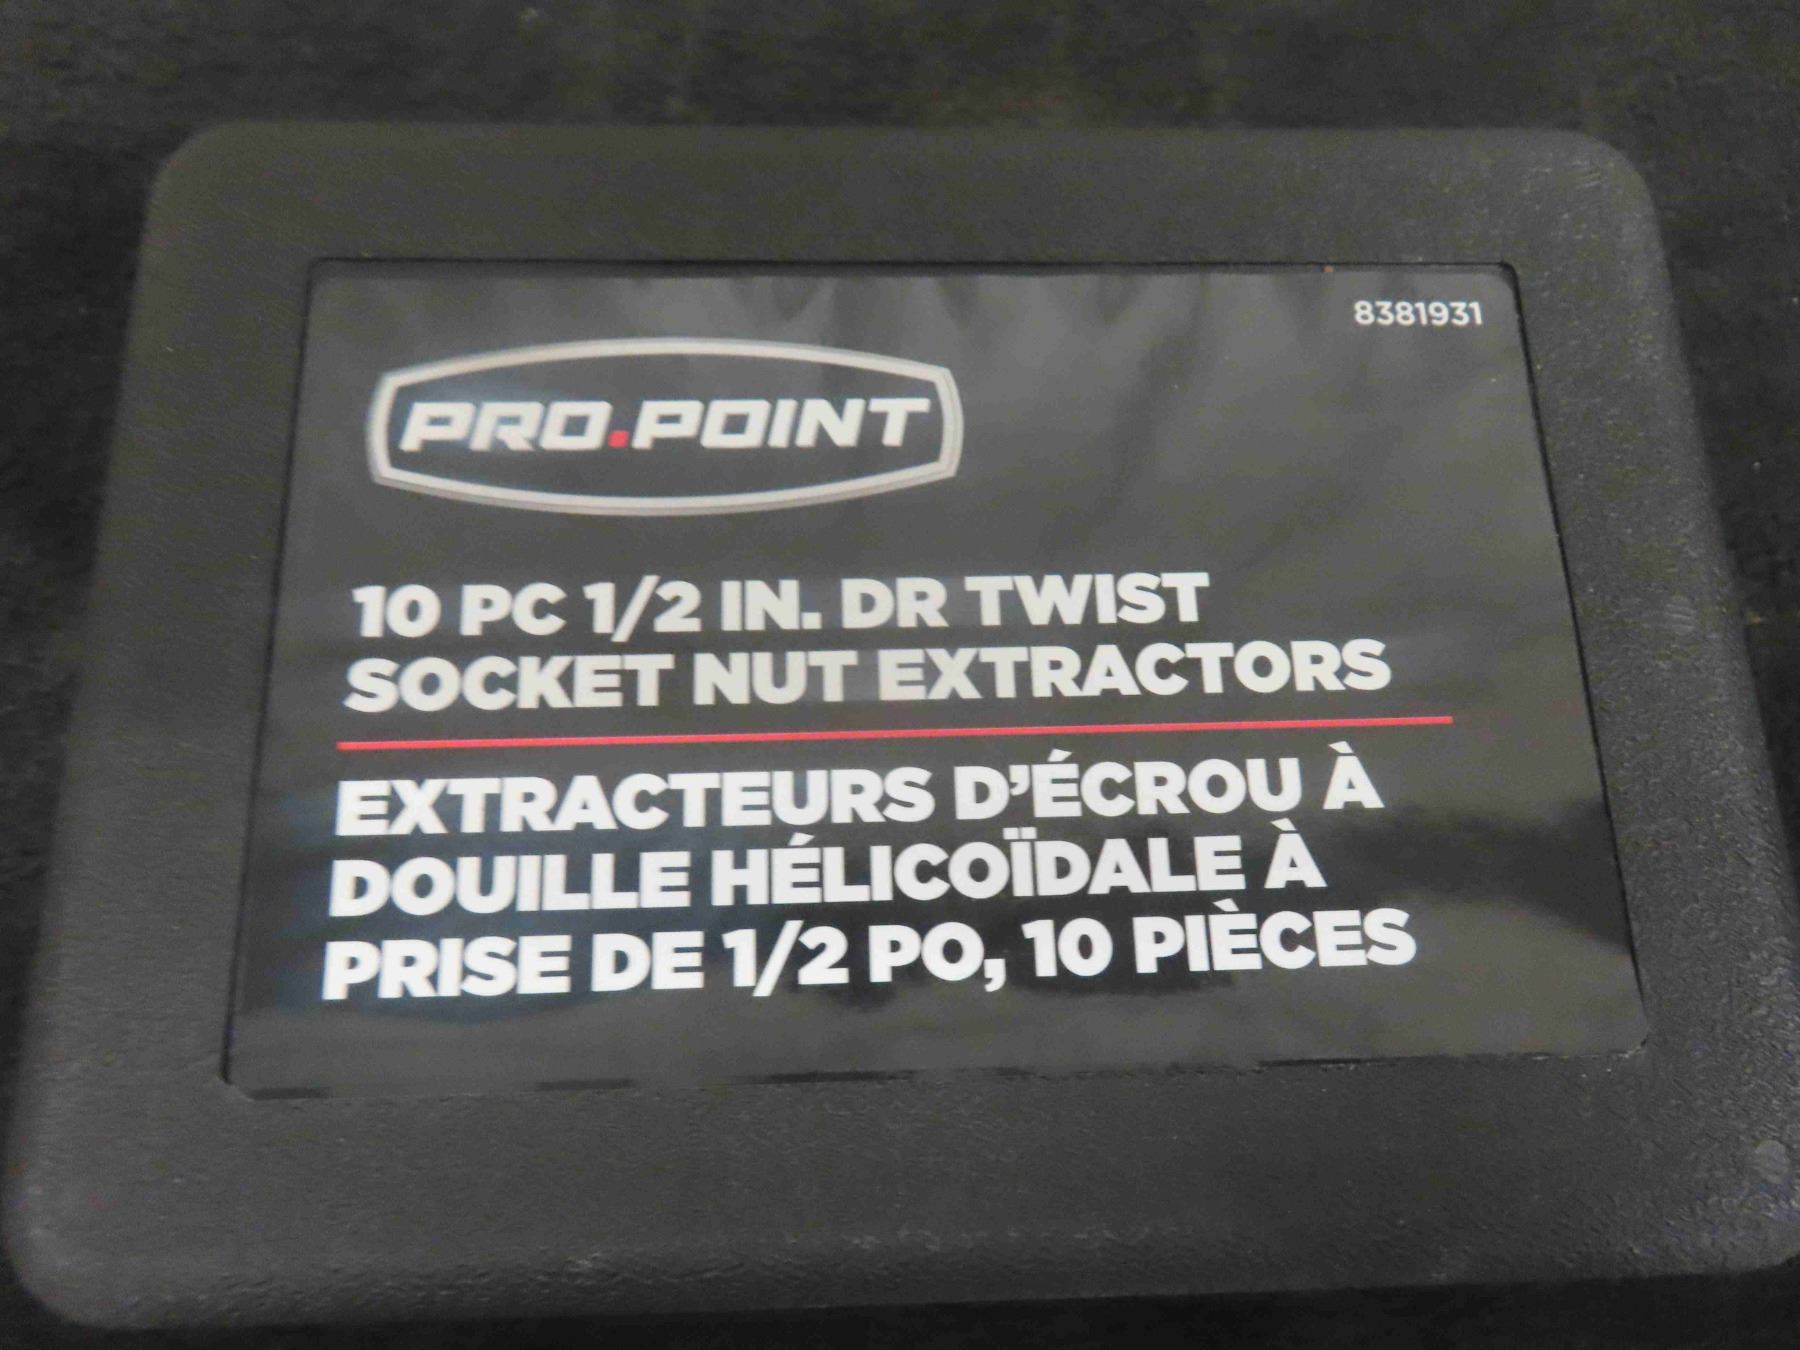 8381931
PRO.POINT
10 PC 1/2 IN. DR TWIST
SOCKET NUT EXTRACTORS
EXTRACTEURS D'ÉCROU À
DOUILLE HÉLICOÏDALE À
PRISE DE 1/2 PO, 10 PIÈCES